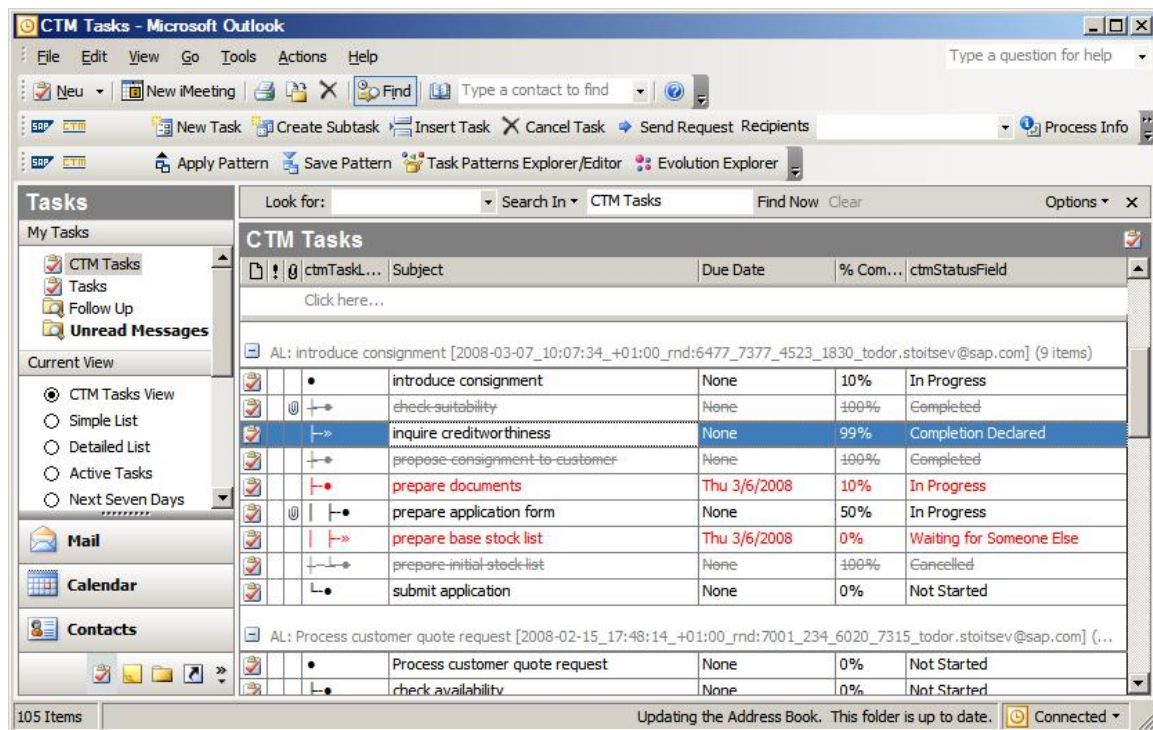 CTM Tasks - Microsoft Outlook
File Edit View Go Tools Actions Help Type a question for help
Neu New iMeeting Find Type a contact to find
SAP CTM New Task Create Subtask Insert Task Cancel Task Send Request Recipients Process Info
SAP CTM Apply Pattern Save Pattern Task Patterns Explorer/Editor Evolution Explorer
Tasks
My Tasks
CTM Tasks
Tasks
Follow Up
Unread Messages
Current View
CTM Tasks View
Simple List
Detailed List
Active Tasks
Next Seven Days
Mail
Calendar
Contacts
Look for: Search In CTM Tasks Find Now Clear Options
CTM Tasks
ctmTaskL... Subject Due Date % Com... ctmStatusField
Click here...
AL: introduce consignment [2008-03-07_10:07:34_+01:00_rnd:6477_7377_4523_1830_todor.stoitsev@sap.com] (9 items)
introduce consignment None 10% In Progress
check suitability None 100% Completed
inquire creditworthiness None 99% Completion Declared
propose consignment to customer None 100% Completed
prepare documents Thu 3/6/2008 10% In Progress
prepare application form None 50% In Progress
prepare base stock list Thu 3/6/2008 0% Waiting for Someone Else
prepare initial stock list None 100% Cancelled
submit application None 0% Not Started
AL: Process customer quote request [2008-02-15_17:48:14_+01:00_rnd:7001_234_6020_7315_todor.stoitsev@sap.com] (...
Process customer quote request None 0% Not Started
check availability None 0% Not Started
105 Items Updating the Address Book. This folder is up to date. Connected